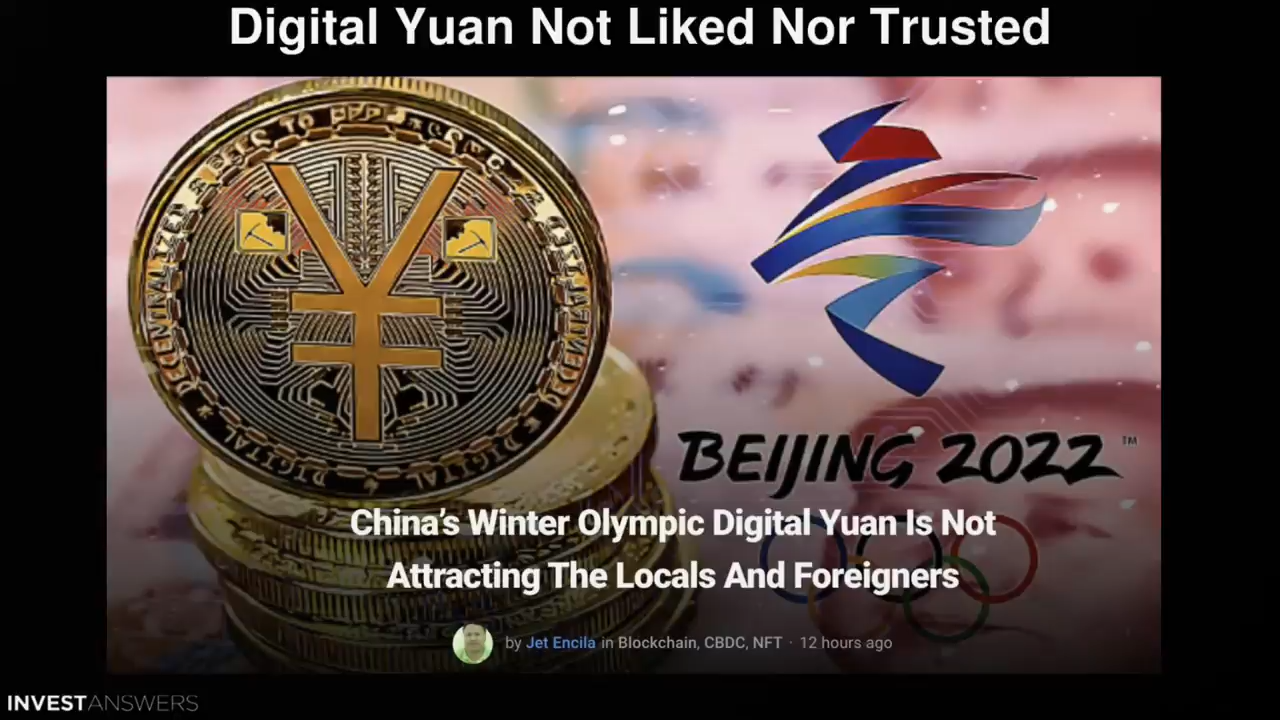 Digital Yuan Not Liked Nor Trusted
¥
BEIJING 2022™
China's Winter Olympic Digital Yuan Is Not
Attracting The Locals And Foreigners
by Jet Encila in Blockchain, CBDC, NFT · 12 hours ago
INVESTANSWERS